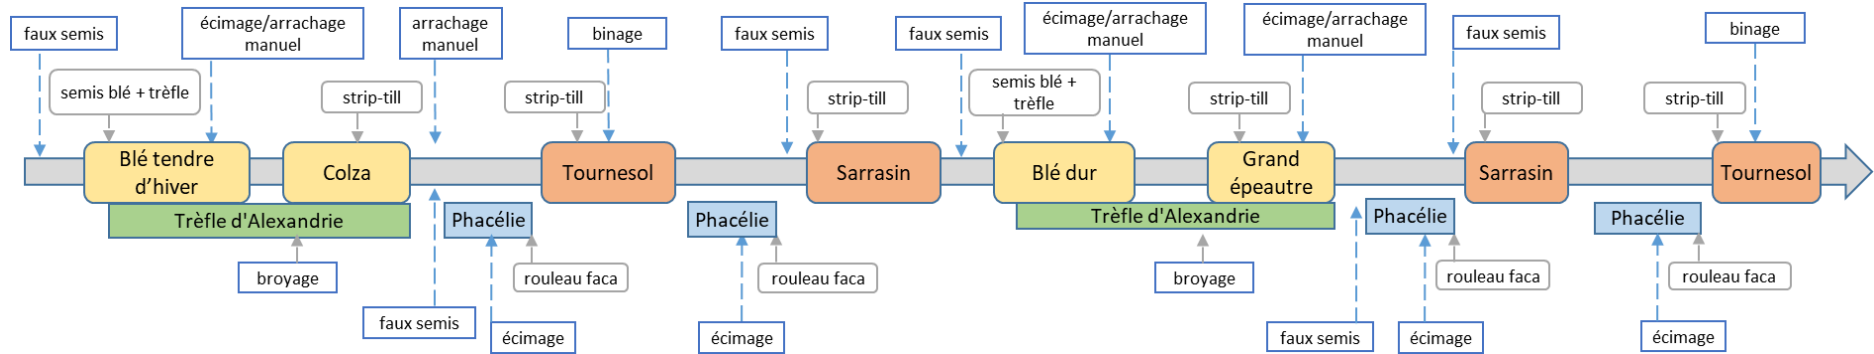 faux semis
écimage/arrachage
manuel
arrachage
manuel
binage
faux semis
faux semis
écimage/arrachage
manuel
écimage/arrachage
manuel
faux semis
binage
semis blé + trèfle
strip-till
strip-till
strip-till
semis blé +
trèfle
strip-till
strip-till
strip-till
Blé tendre
d'hiver
Colza
Tournesol
Sarrasin
Blé dur
Grand
épeautre
Sarrasin
Tournesol
Trèfle d'Alexandrie
Phacélie
Phacélie
Trèfle d'Alexandrie
Phacélie
Phacélie
broyage
rouleau faca
rouleau faca
broyage
rouleau faca
rouleau faca
faux semis
écimage
écimage
faux semis
écimage
écimage